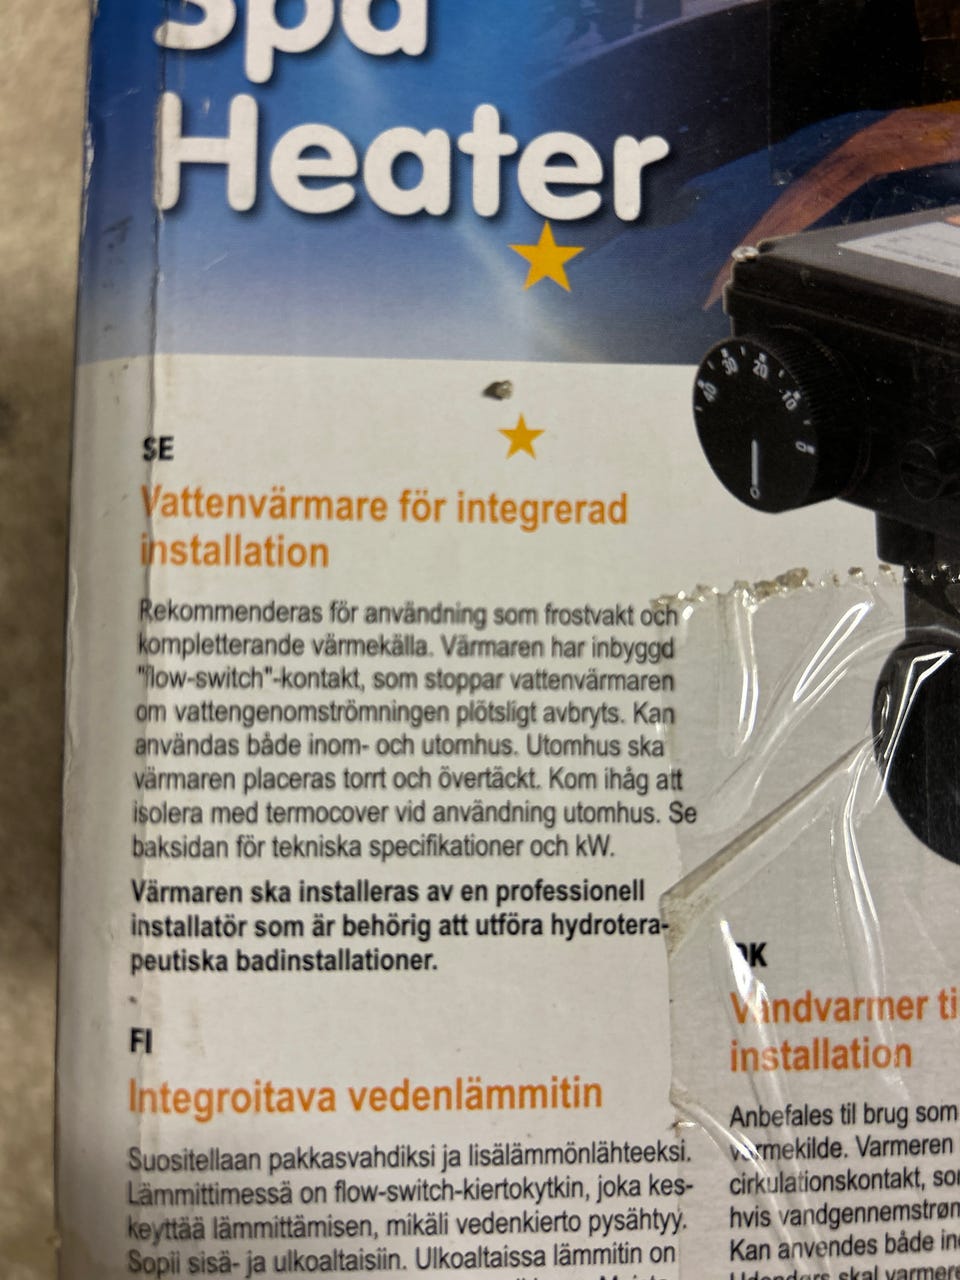 Spa
Heater
40 30 20 10 0
SE
Vattenvärmare för integrerad
installation
Rekommenderas för användning som frostvakt och
kompletterande värmekälla. Värmaren har inbyggd
"flow-switch"-kontakt, som stoppar vattenvärmaren
om vattengenomströmningen plötsligt avbryts. Kan
användas både inom- och utomhus. Utomhus ska
värmaren placeras torrt och övertäckt. Kom ihåg att
isolera med termocover vid användning utomhus. Se
baksidan för tekniska specifikationer och kW.
Värmaren ska installeras av en professionell
installatör som är behörig att utföra hydrotera-
peutiska badinstallationer.
FI
Integroitava vedenlämmitin
Suositellaan pakkasvahdiksi ja lisälämmönlähteeksi.
Lämmittimessä on flow-switch-kiertokytkin, joka kes-
keyttää lämmittämisen, mikäli vedenkierto pysähtyy.
Sopii sisä- ja ulkoaltaisiin. Ulkoaltaissa lämmitin on
DK
Vandvarmer ti
installation
Anbefales til brug som
varmekilde. Varmeren
cirkulationskontakt, so
hvis vandgennemstrøm
Kan anvendes både in
skal varmere